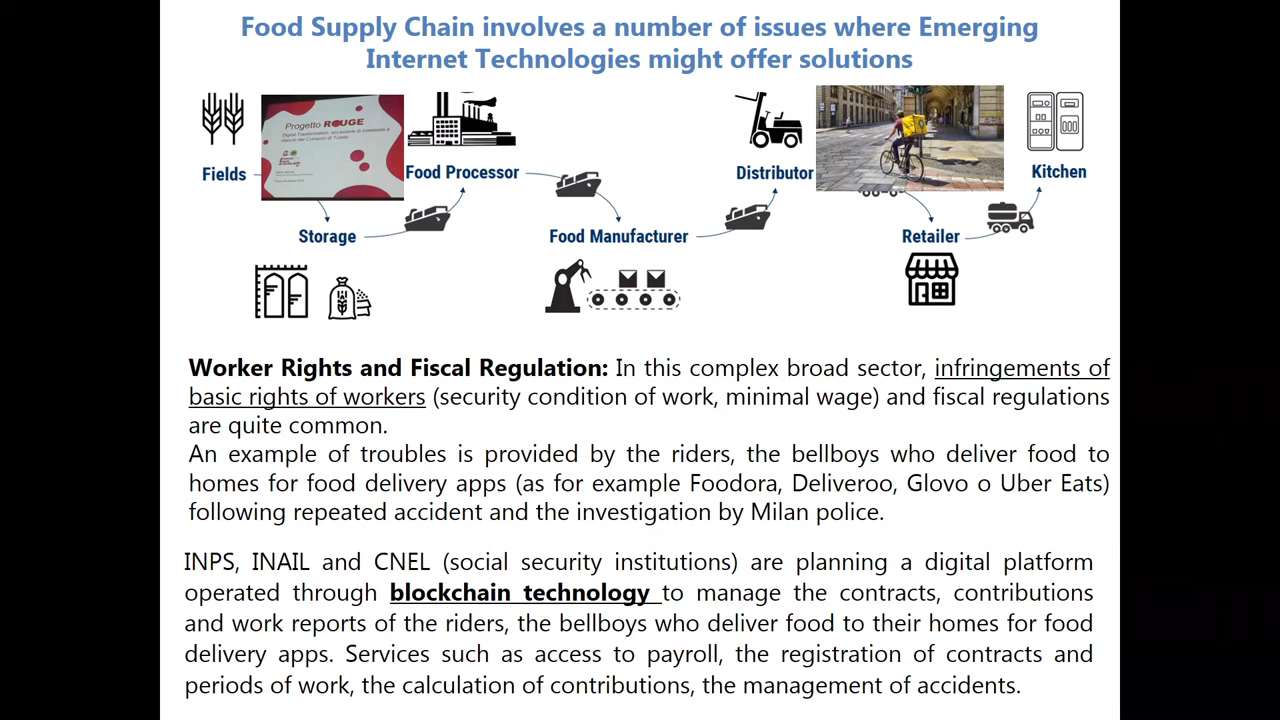 Food Supply Chain involves a number of issues where Emerging
Internet Technologies might offer solutions
Progetto ROUGE
Fields
Food Processor
Distributor
Kitchen
Storage
Food Manufacturer
Retailer
Worker Rights and Fiscal Regulation: In this complex broad sector, infringements of
basic rights of workers (security condition of work, minimal wage) and fiscal regulations
are quite common.
An example of troubles is provided by the riders, the bellboys who deliver food to
homes for food delivery apps (as for example Foodora, Deliveroo, Glovo o Uber Eats)
following repeated accident and the investigation by Milan police.
INPS, INAIL and CNEL (social security institutions) are planning a digital platform
operated through blockchain technology to manage the contracts, contributions
and work reports of the riders, the bellboys who deliver food to their homes for food
delivery apps. Services such as access to payroll, the registration of contracts and
periods of work, the calculation of contributions, the management of accidents.